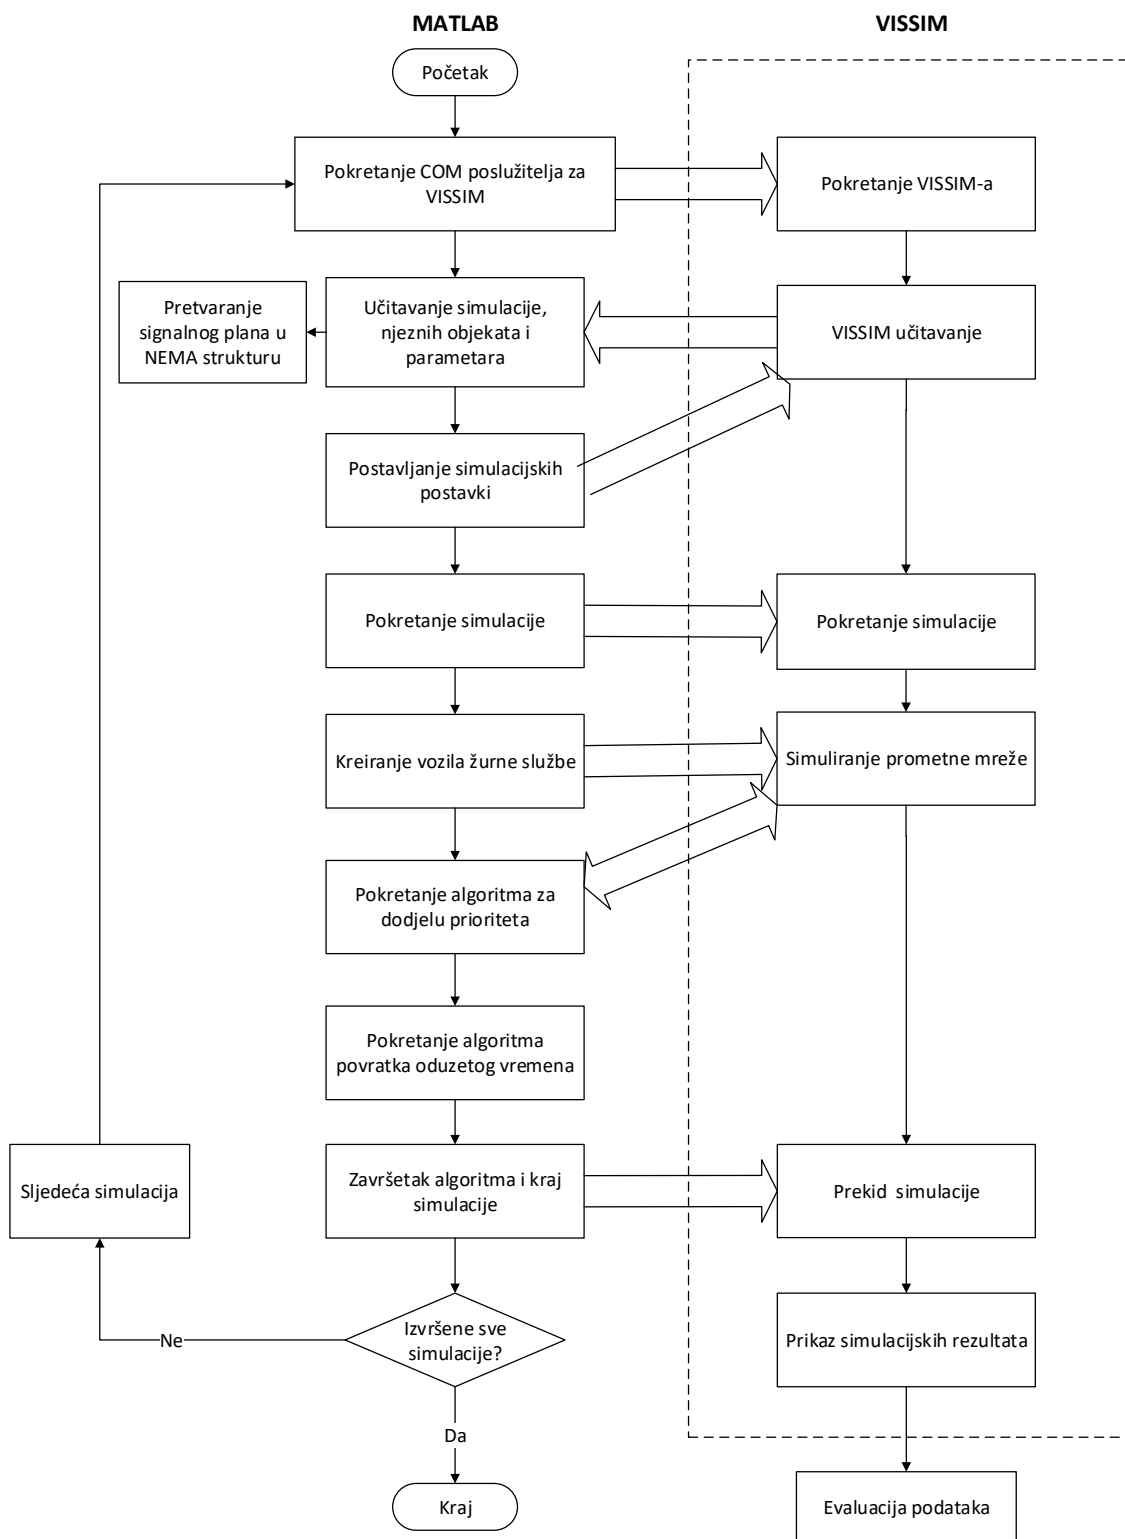 MATLAB
VISSIM
Početak
Pokretanje COM poslužitelja za
VISSIM
Pokretanje VISSIM-a
Pretvaranje
signalnog plana u
NEMA strukturu
Učitavanje simulacije,
njeznih objekata i
parametara
VISSIM učitavanje
Postavljanje simulacijskih
postavki
Pokretanje simulacije
Pokretanje simulacije
Kreiranje vozila žurne službe
Simuliranje prometne mreže
Pokretanje algoritma za
dodjelu prioriteta
Pokretanje algoritma
povratka oduzetog vremena
Sljedeća simulacija
Završetak algoritma i kraj
simulacije
Prekid  simulacije
Ne
Izvršene sve
simulacije?
Prikaz simulacijskih rezultata
Da
Kraj
Evaluacija podataka